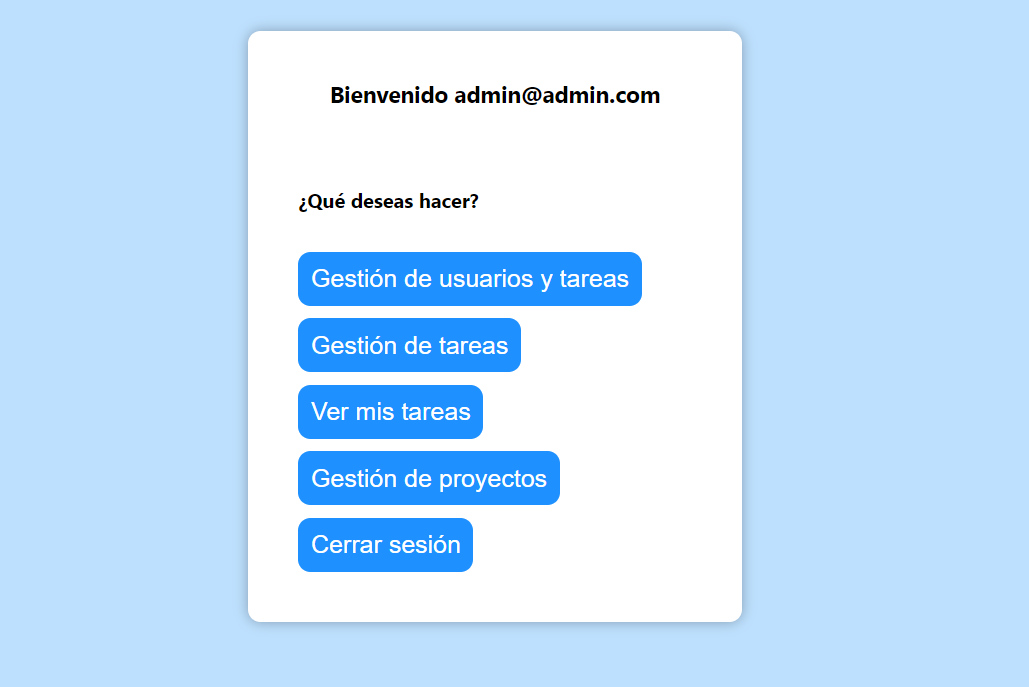 Bienvenido admin@admin.com
¿Qué deseas hacer?
Gestión de usuarios y tareas
Gestión de tareas
Ver mis tareas
Gestión de proyectos
Cerrar sesión